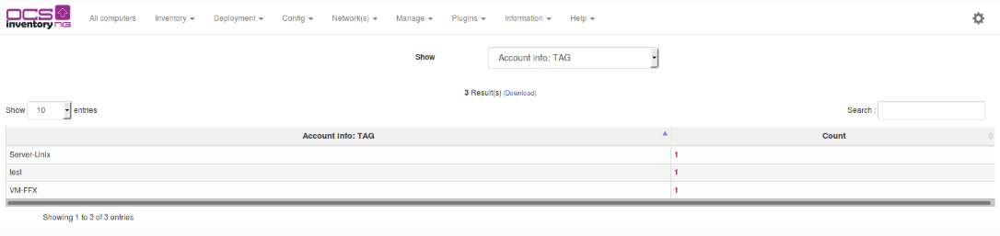 OCS inventory NG
All computers Inventory Deployment Config Network(s) Manage Plugins Information Help
Show Account info: TAG
3 Result(s) (Download)
Show 10 entries Search :
Account info: TAG Count
Server-Unix 1
test 1
VM-FFX 1
Showing 1 to 3 of 3 entries